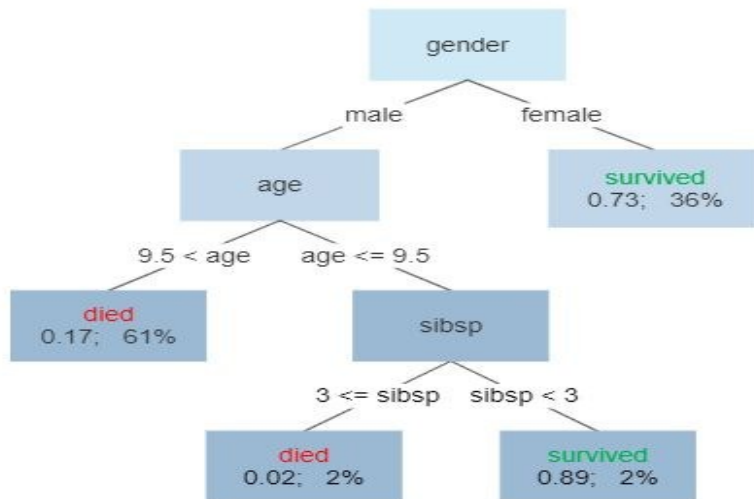 gender
male
female
age
survived
0.73; 36%
9.5 < age
age <= 9.5
died
0.17; 61%
sibsp
3 <= sibsp
sibsp < 3
died
0.02; 2%
survived
0.89; 2%